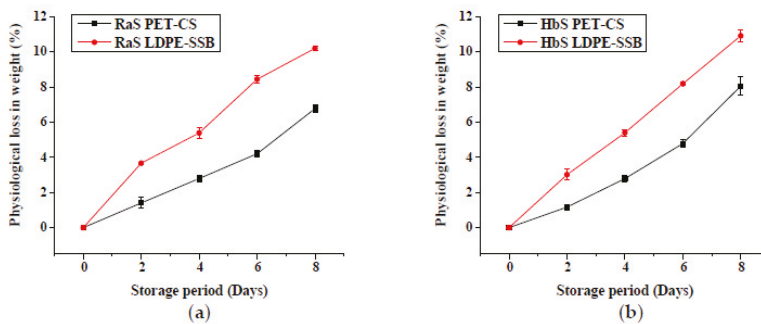 RaS PET-CS
RaS LDPE-SSB
Physiological loss in weight (%)
12
10
8
6
4
2
0
0 2 4 6 8
Storage period (Days)
(a)
HbS PET-CS
HbS LDPE-SSB
Physiological loss in weight (%)
12
10
8
6
4
2
0
0 2 4 6 8
Storage period (Days)
(b)